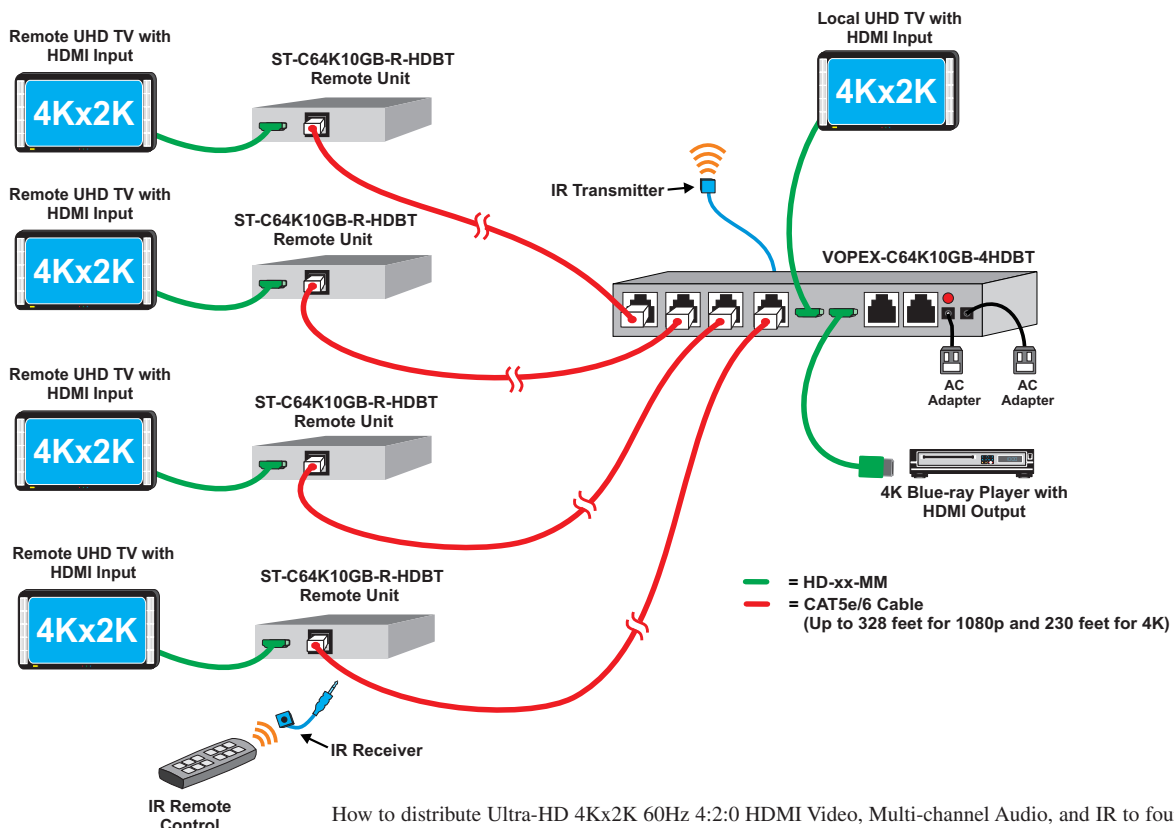 Remote UHD TV with
HDMI Input
4Kx2K
ST-C64K10GB-R-HDBT
Remote Unit
Local UHD TV with
HDMI Input
4Kx2K
Remote UHD TV with
HDMI Input
4Kx2K
ST-C64K10GB-R-HDBT
Remote Unit
IR Transmitter
VOPEX-C64K10GB-4HDBT
AC
Adapter
AC
Adapter
Remote UHD TV with
HDMI Input
4Kx2K
ST-C64K10GB-R-HDBT
Remote Unit
4K Blue-ray Player with
HDMI Output
Remote UHD TV with
HDMI Input
4Kx2K
ST-C64K10GB-R-HDBT
Remote Unit
= HD-xx-MM
= CAT5e/6 Cable
(Up to 328 feet for 1080p and 230 feet for 4K)
IR Receiver
IR Remote
Control
How to distribute Ultra-HD 4Kx2K 60Hz 4:2:0 HDMI Video, Multi-channel Audio, and IR to fou